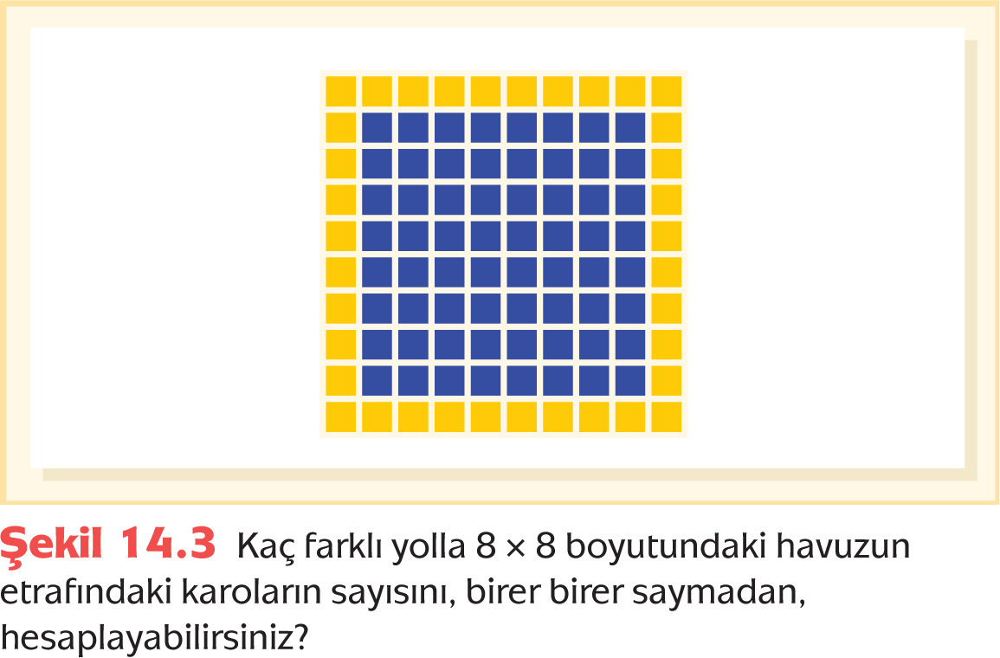 Şekil 14.3 Kaç farklı yolla 8 × 8 boyutundaki havuzun
etrafındaki karoların sayısını, birer birer saymadan,
hesaplayabilirsiniz?